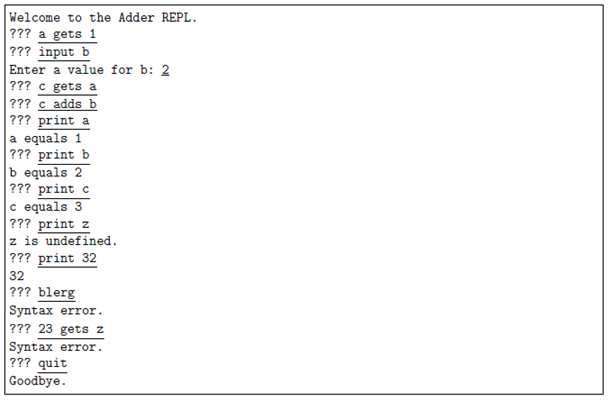 Welcome to the Adder REPL.
??? a gets 1
??? input b
Enter a value for b: 2
??? c gets a
??? c adds b
??? print a
a equals 1
??? print b
b equals 2
??? print c
c equals 3
??? print z
z is undefined.
??? print 32
32
??? blerg
Syntax error.
??? 23 gets z
Syntax error.
??? quit
Goodbye.